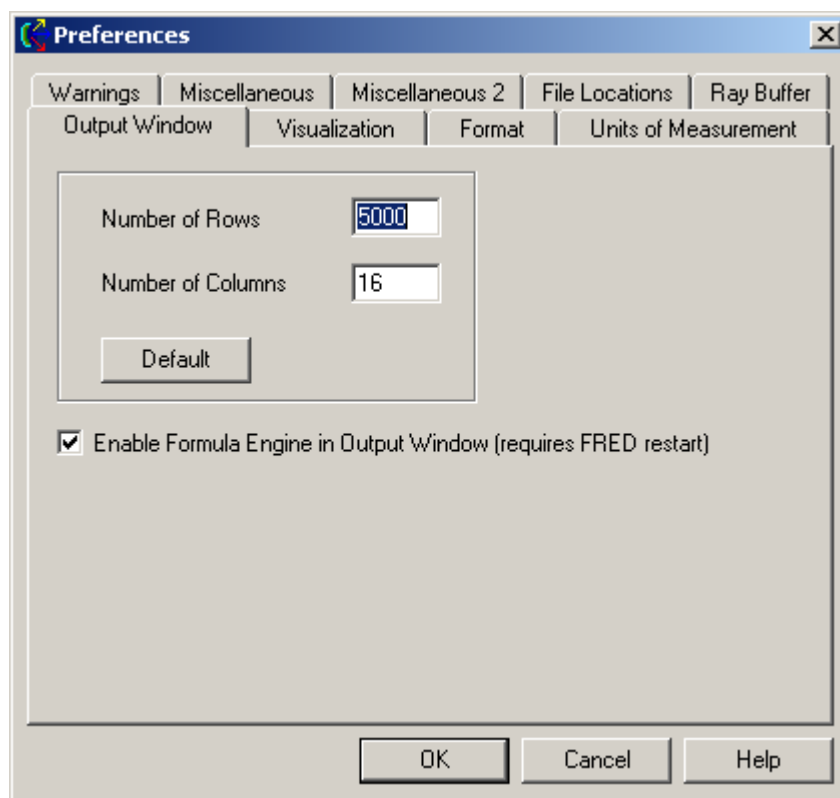 Preferences
Warnings Miscellaneous Miscellaneous 2 File Locations Ray Buffer
Output Window Visualization Format Units of Measurement
Number of Rows 5000
Number of Columns 16
Default
Enable Formula Engine in Output Window (requires FRED restart)
OK Cancel Help